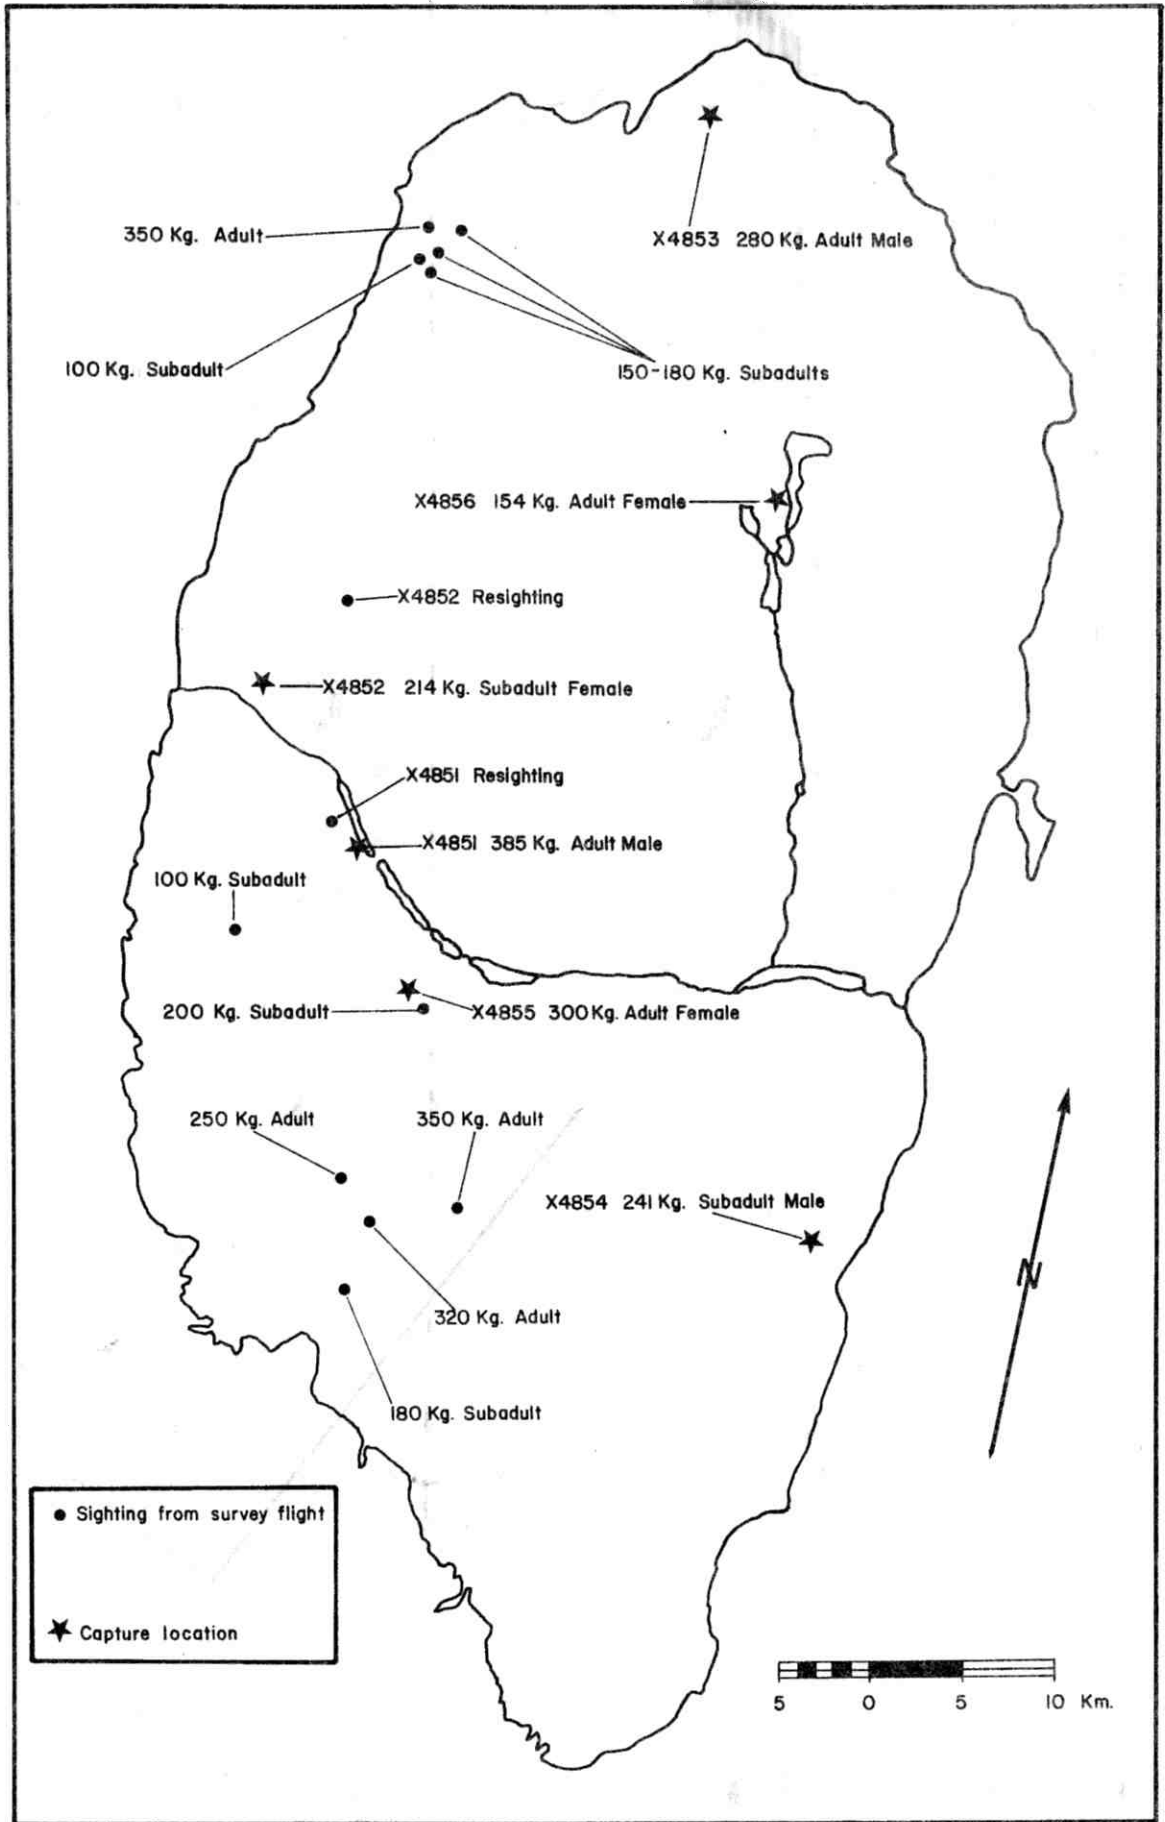 350 Kg. Adult
X4853 280 Kg. Adult Male
100 Kg. Subadult
150-180 Kg. Subadults
X4856 154 Kg. Adult Female
X4852 Resighting
X4852 214 Kg. Subadult Female
X4851 Resighting
X4851 385 Kg. Adult Male
100 Kg. Subadult
200 Kg. Subadult
X4855 300 Kg. Adult Female
250 Kg. Adult
350 Kg. Adult
X4854 241 Kg. Subadult Male
N
320 Kg. Adult
180 Kg. Subadult
Sighting from survey flight
Capture location
5 0 5 10 Km.